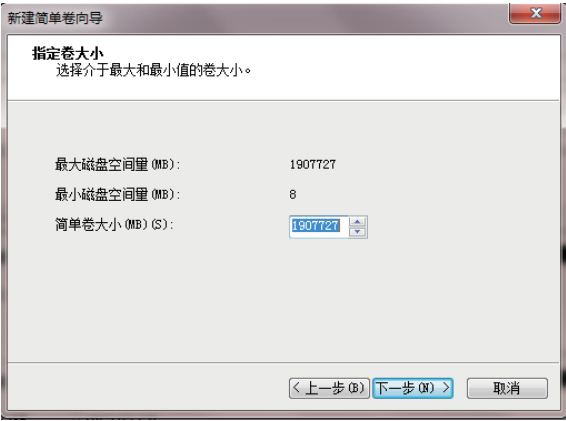 新建简单卷向导
指定卷大小
选择介于最大和最小值的卷大小。
最大磁盘空间量(MB): 1907727
最小磁盘空间量(MB): 8
简单卷大小(MB)(S): 1907727
< 上一步(B) 下一步(N) > 取消